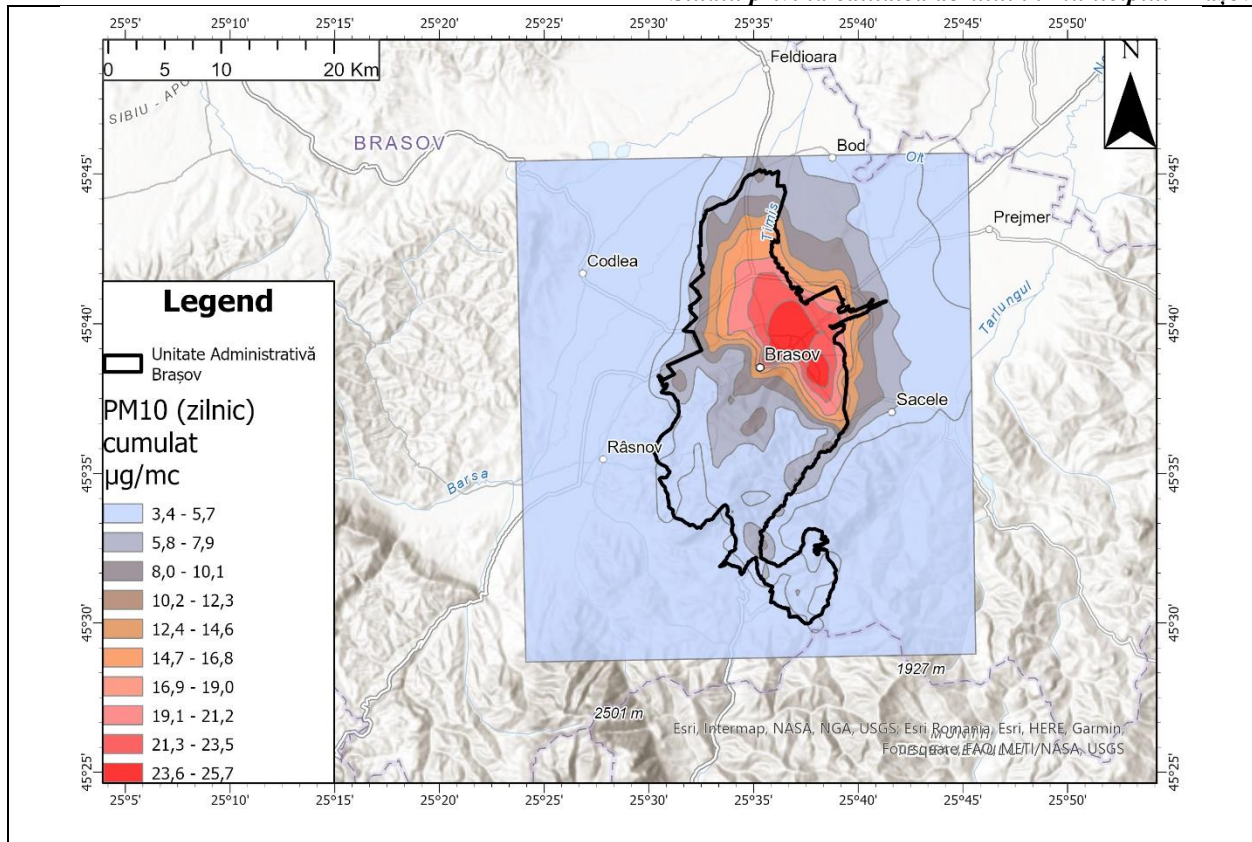 25°5' 25°10' 25°15' 25°20' 25°25' 25°30' 25°35' 25°40' 25°45' 25°50'
0 5 10 20 Km
N
Feldioara
SIBIU - APO
BRASOV
Bod
Olt
45°45' 45°45'
Timis
Prejmer
Codlea
Tarlungul
Legend
45°40' 45°40'
Unitate Administrativă
Brașov
Brasov
PM10 (zilnic)
cumulat
µg/mc
Sacele
Râsnov
Barsa
45°35' 45°35'
3,4 - 5,7
5,8 - 7,9
8,0 - 10,1
10,2 - 12,3
45°30' 45°30'
12,4 - 14,6
14,7 - 16,8
1927 m
16,9 - 19,0
2501 m
19,1 - 21,2
Esri, Intermap, NASA, NGA, USGS; Esri Romania, Esri, HERE, Garmin,
Foursquare, FAO, METI/NASA, USGS
21,3 - 23,5
23,6 - 25,7
45°25' 45°25'
25°5' 25°10' 25°15' 25°20' 25°25' 25°30' 25°35' 25°40' 25°45' 25°50'